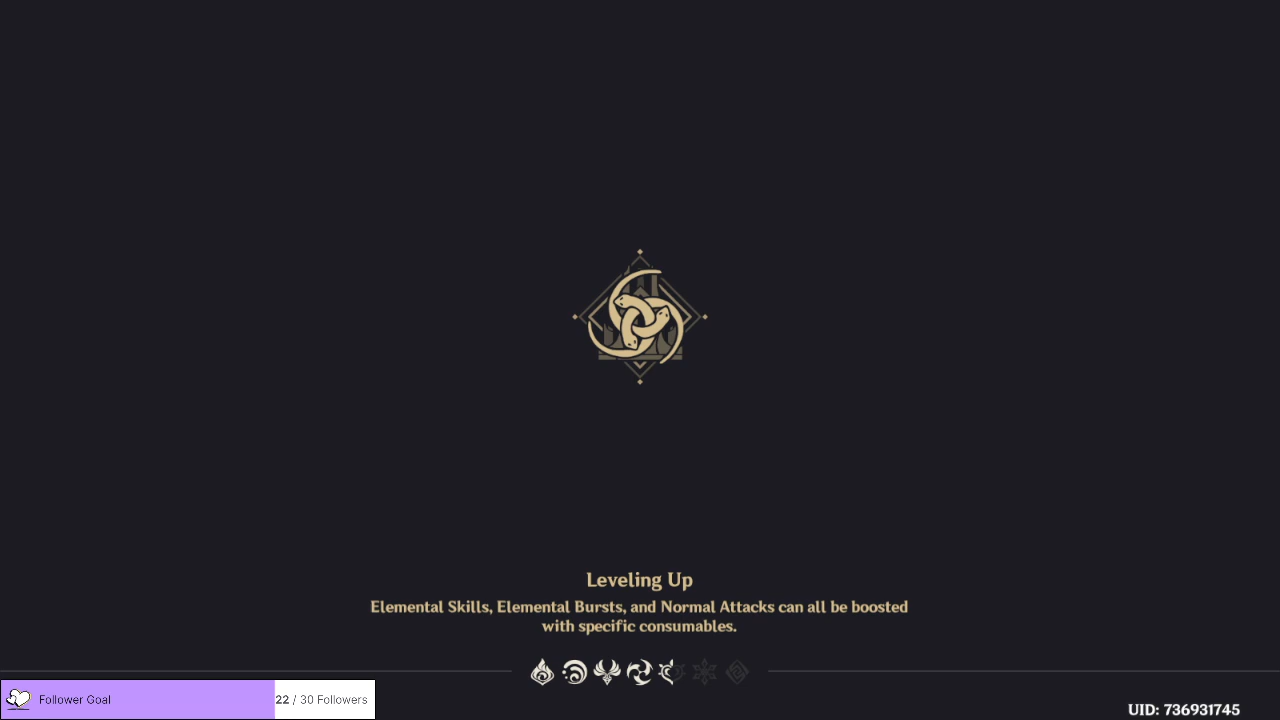 Leveling Up
Elemental Skills, Elemental Bursts, and Normal Attacks can all be boosted
with specific consumables.
Follower Goal
22 / 30 Followers
UID: 736931745